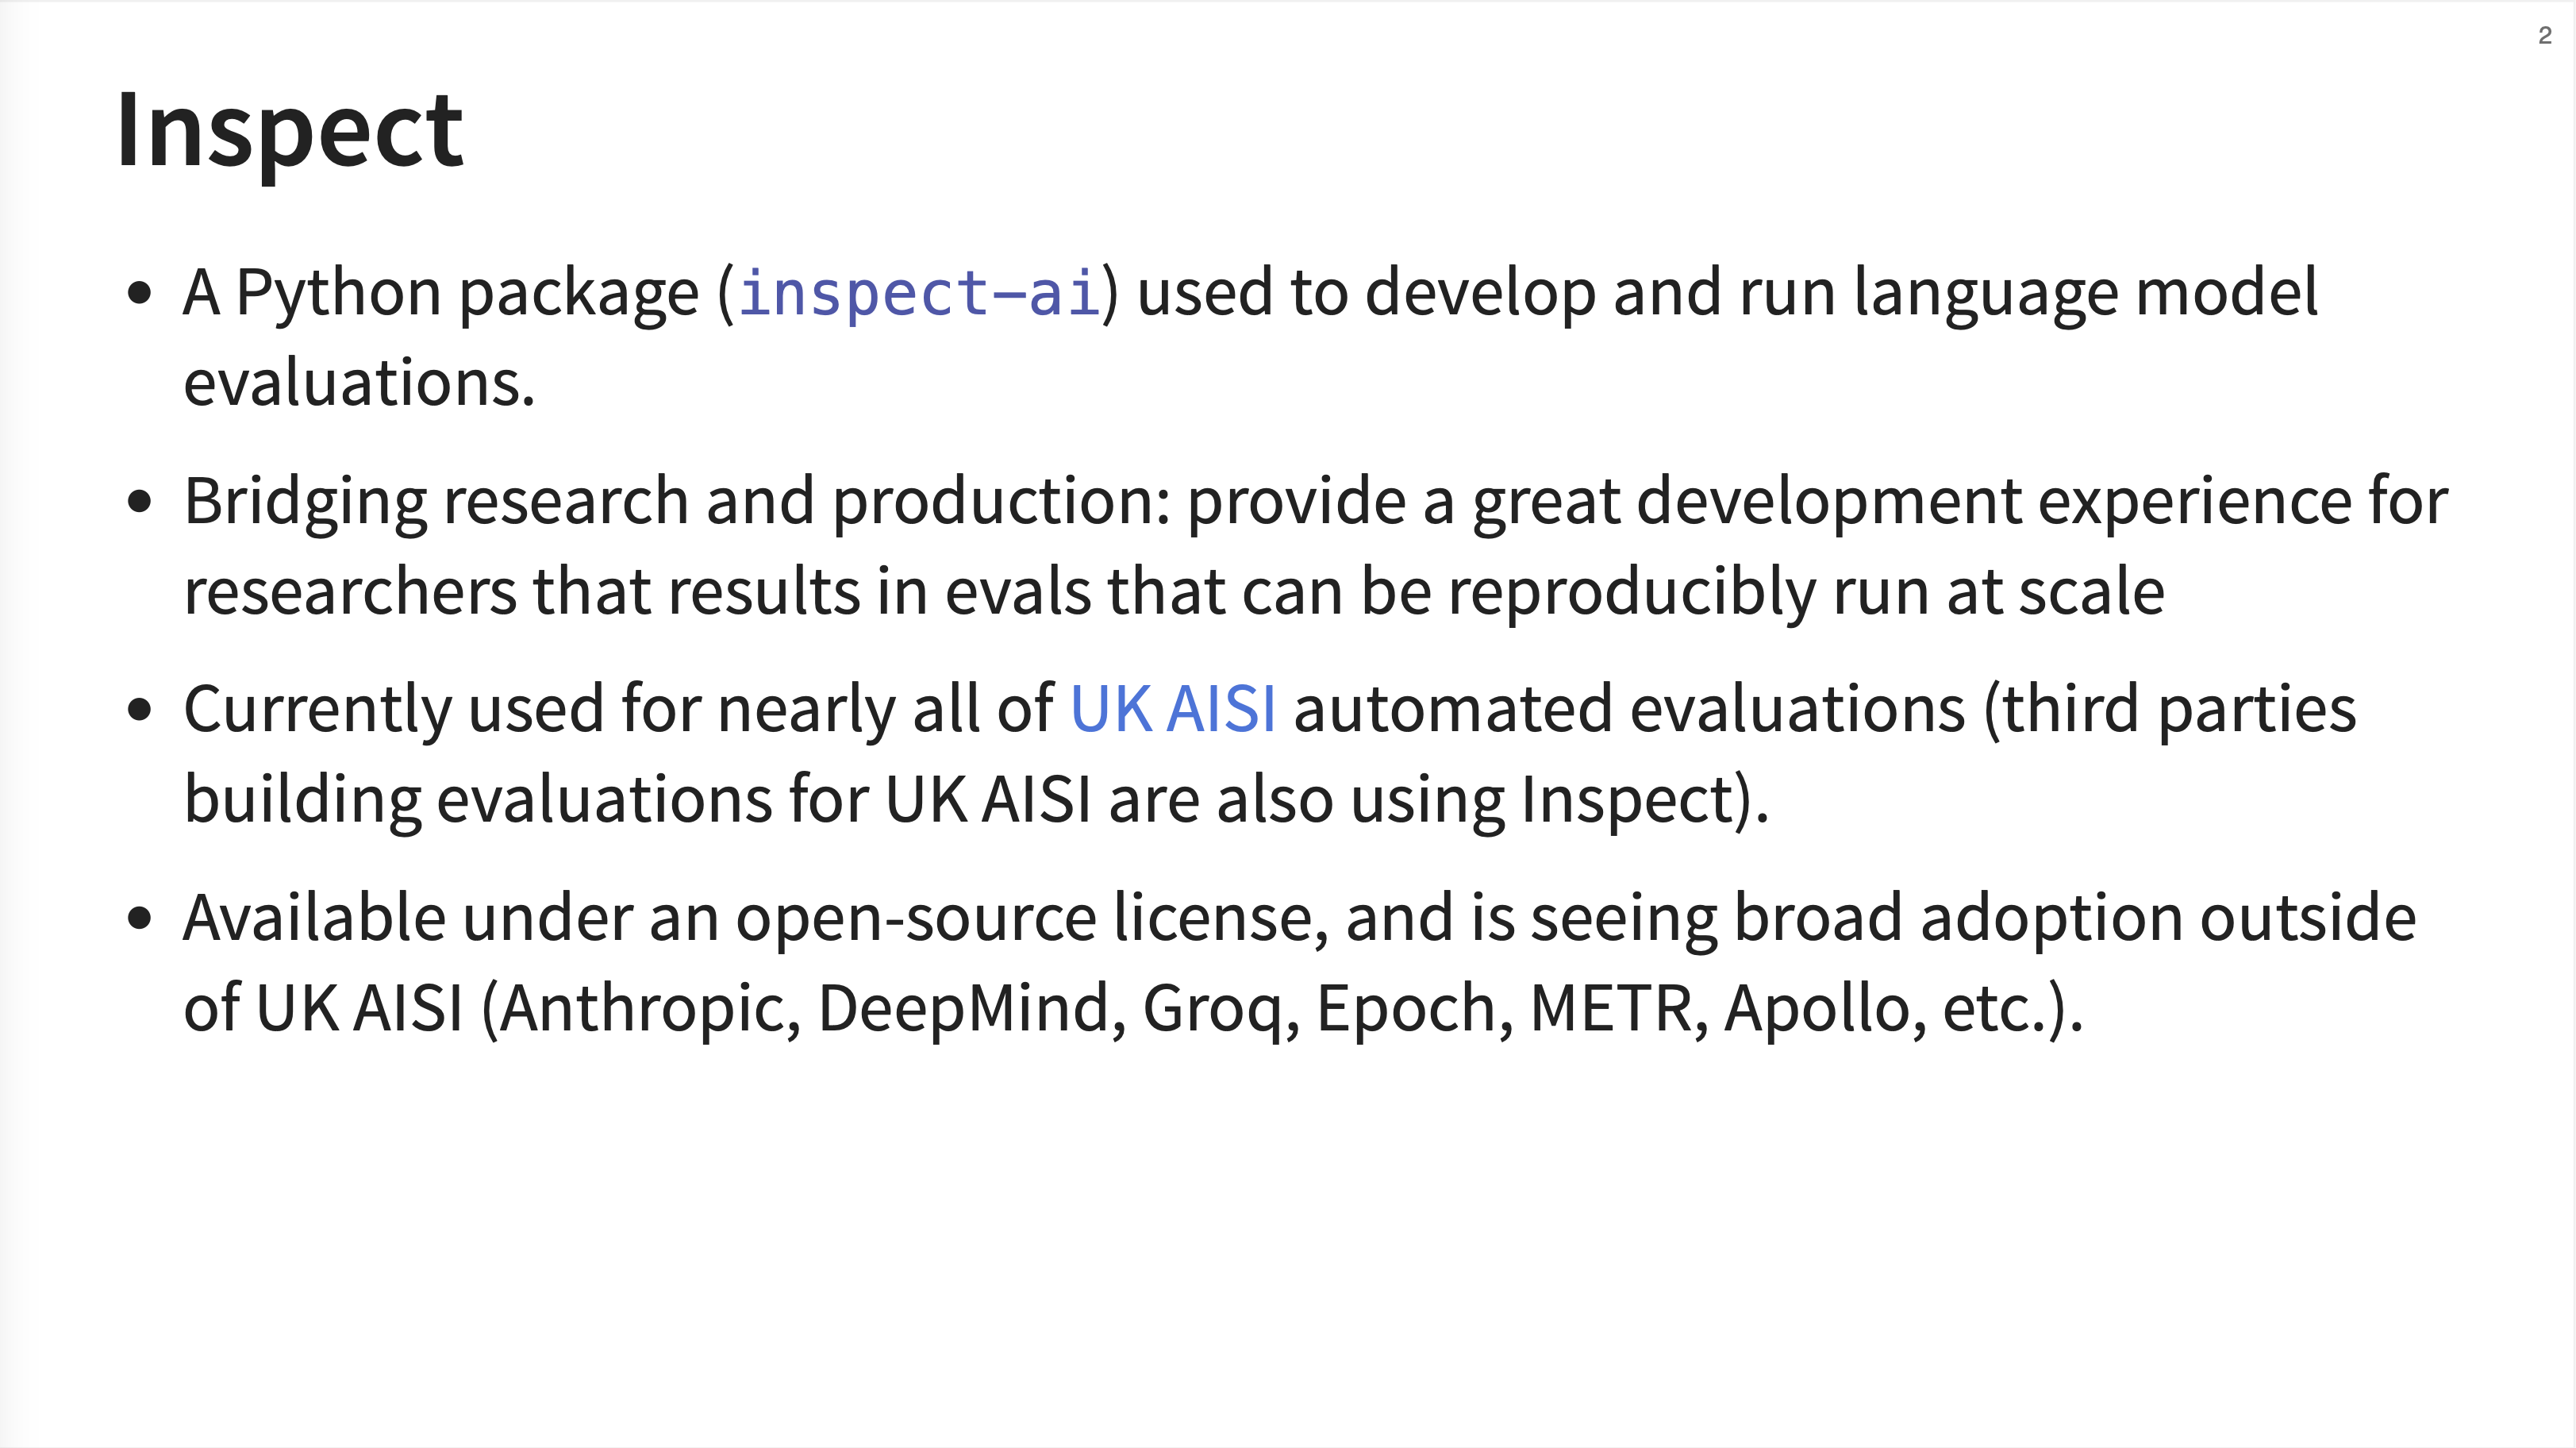 2
Inspect
• A Python package (inspect-ai) used to develop and run language model
evaluations.
• Bridging research and production: provide a great development experience for
researchers that results in evals that can be reproducibly run at scale
• Currently used for nearly all of UK AISI automated evaluations (third parties
building evaluations for UK AISI are also using Inspect).
• Available under an open-source license, and is seeing broad adoption outside
of UK AISI (Anthropic, DeepMind, Groq, Epoch, METR, Apollo, etc.).